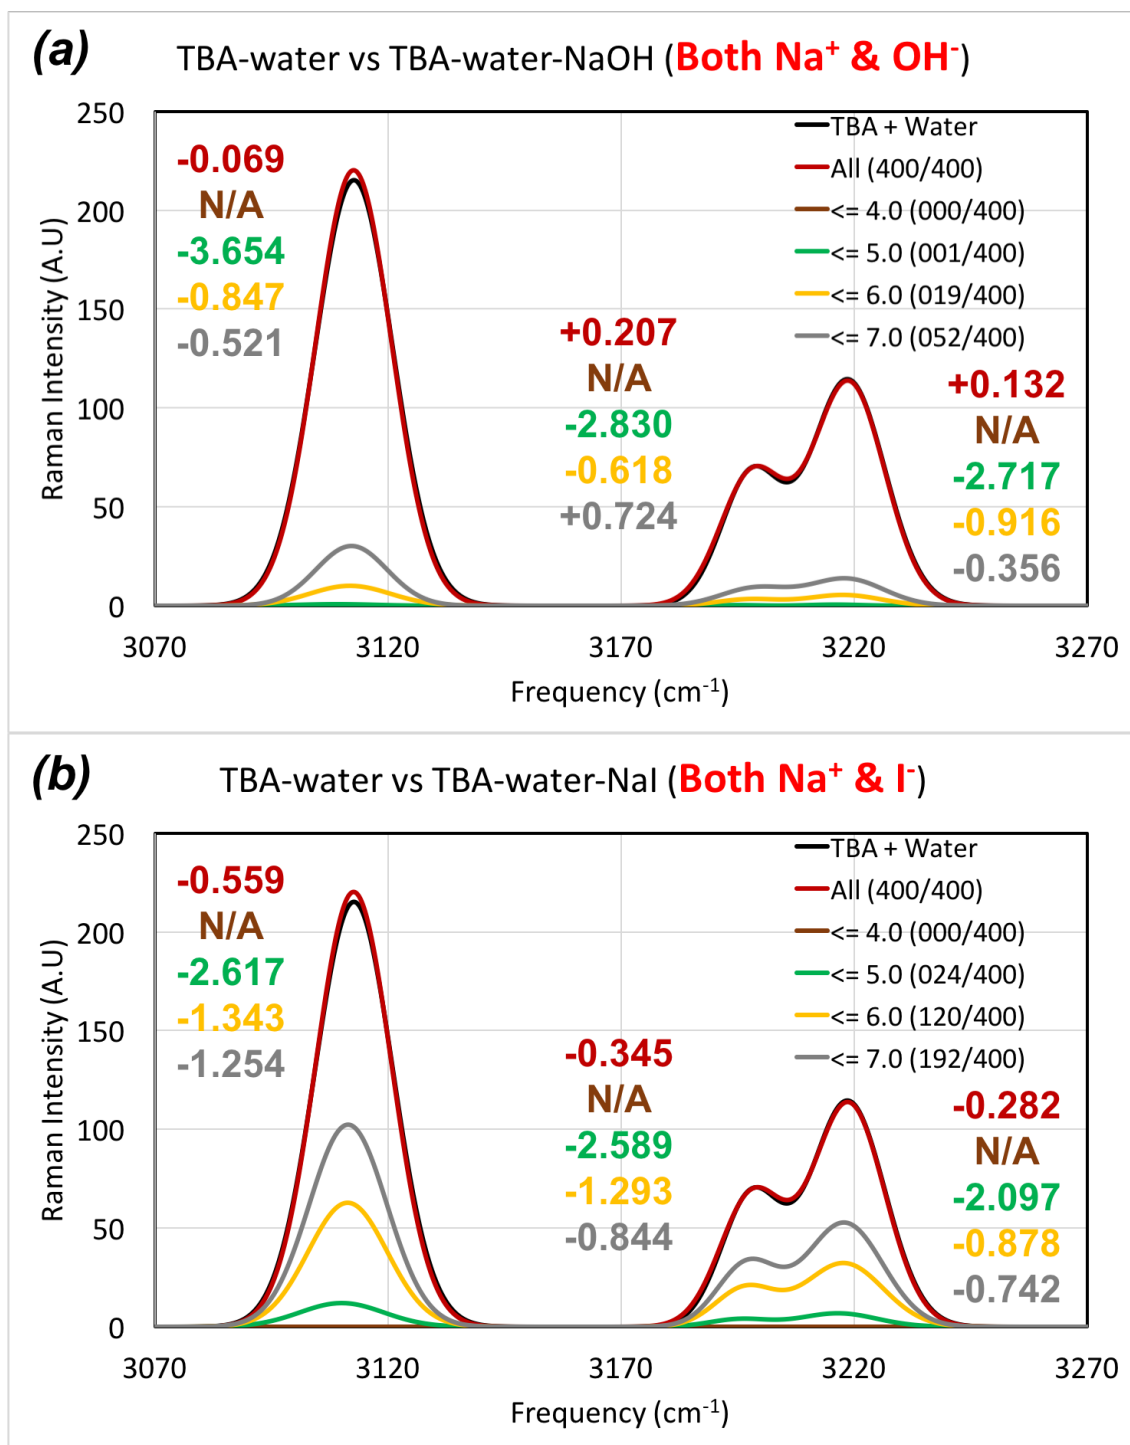 (a)
TBA-water vs TBA-water-NaOH (Both Na⁺ & OH⁻)
Raman Intensity (A.U)
250
200
150
100
50
0
-0.069
N/A
-3.654
-0.847
-0.521
+0.207
N/A
-2.830
-0.618
+0.724
TBA + Water
All (400/400)
<= 4.0 (000/400)
<= 5.0 (001/400)
<= 6.0 (019/400)
<= 7.0 (052/400)
+0.132
N/A
-2.717
-0.916
-0.356
3070 3120 3170 3220 3270
Frequency (cm⁻¹)
(b)
TBA-water vs TBA-water-NaI (Both Na⁺ & I⁻)
Raman Intensity (A.U)
250
200
150
100
50
0
-0.559
N/A
-2.617
-1.343
-1.254
-0.345
N/A
-2.589
-1.293
-0.844
TBA + Water
All (400/400)
<= 4.0 (000/400)
<= 5.0 (024/400)
<= 6.0 (120/400)
<= 7.0 (192/400)
-0.282
N/A
-2.097
-0.878
-0.742
3070 3120 3170 3220 3270
Frequency (cm⁻¹)